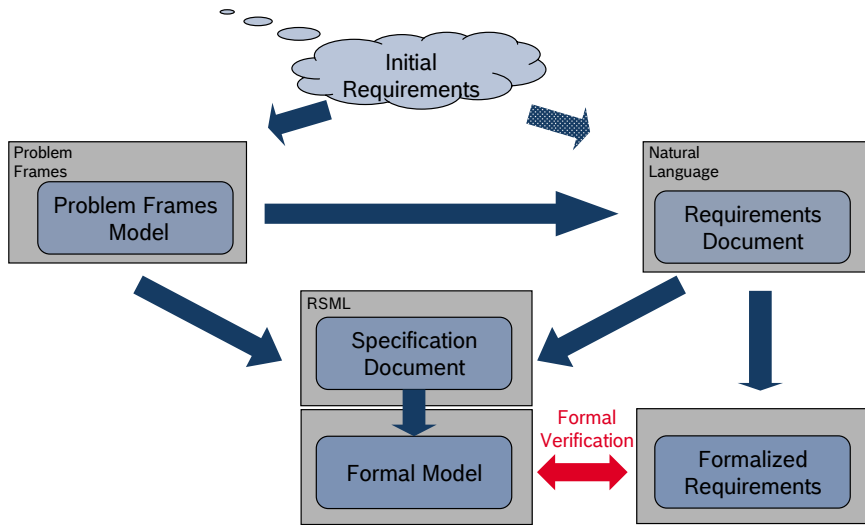 Initial
Requirements
Problem
Frames
Problem Frames
Model
Natural
Language
Requirements
Document
RSML
Specification
Document
Formal
Verification
Formal Model
Formalized
Requirements